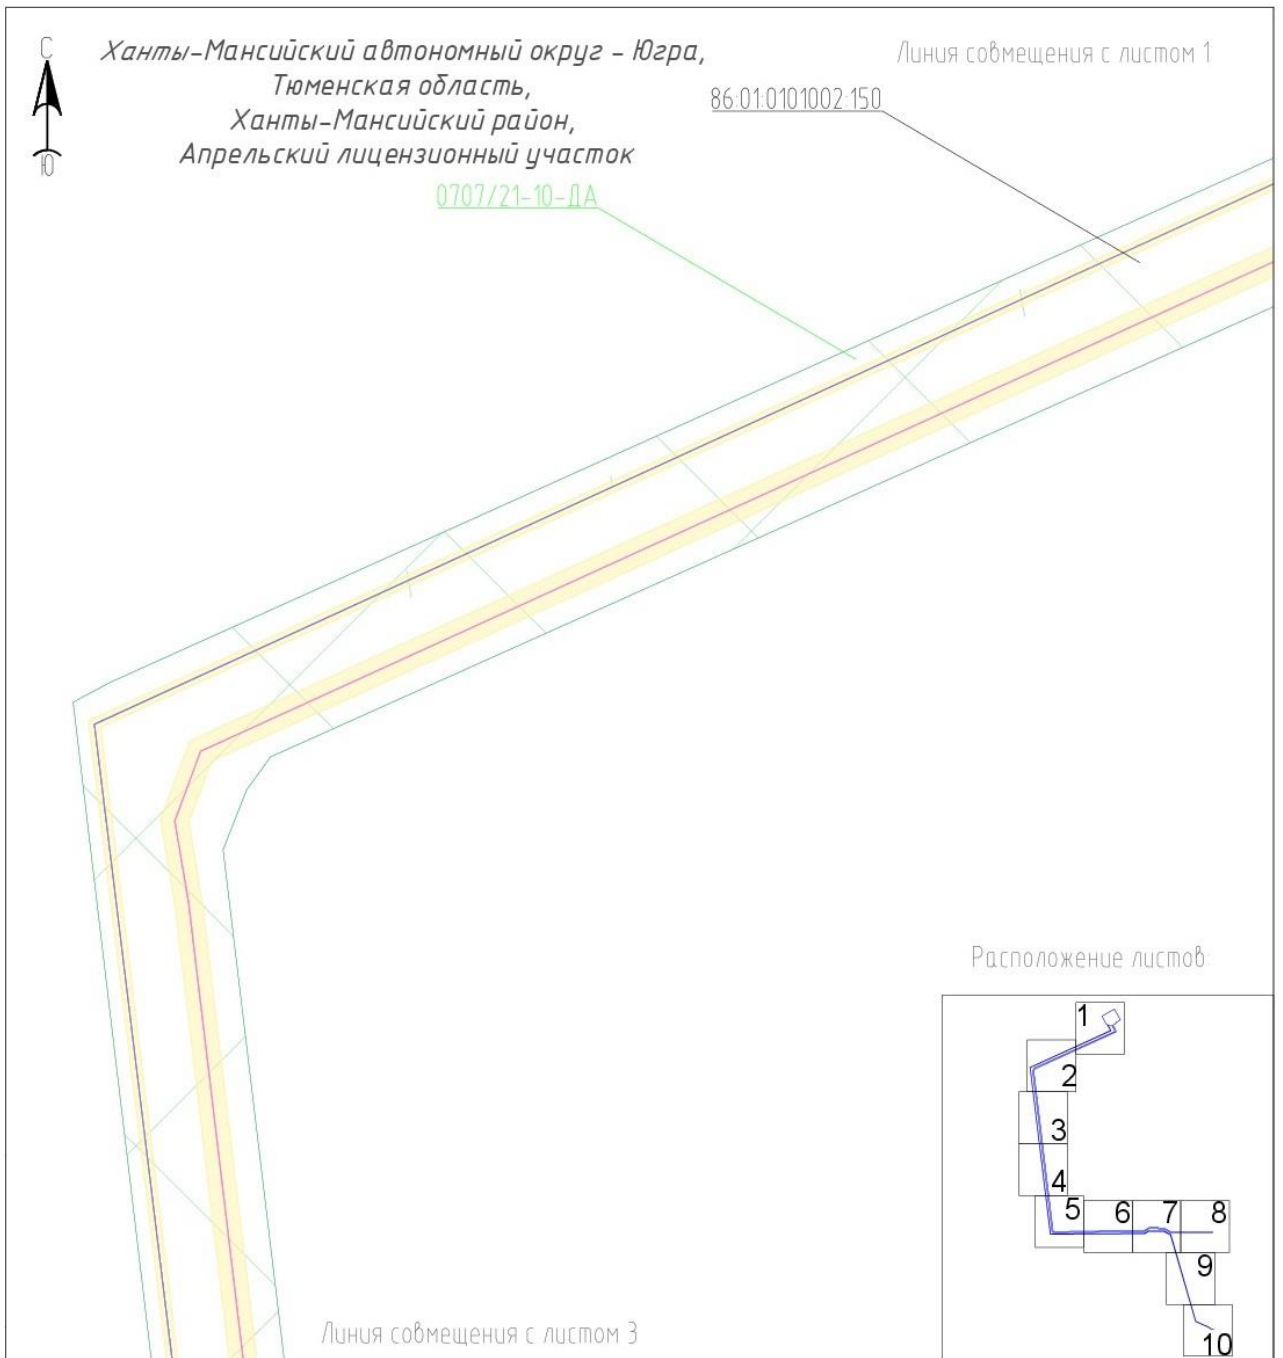 С
Ю
Ханты-Мансийский автономный округ - Югра,
Тюменская область,
Ханты-Мансийский район,
Апрельский лицензионный участок
Линия совмещения с листом 1
86:01:0101002:150
0707/21-10-ДА
Расположение листов:
1
2
3
4
5
6
7
8
9
10
Линия совмещения с листом 3